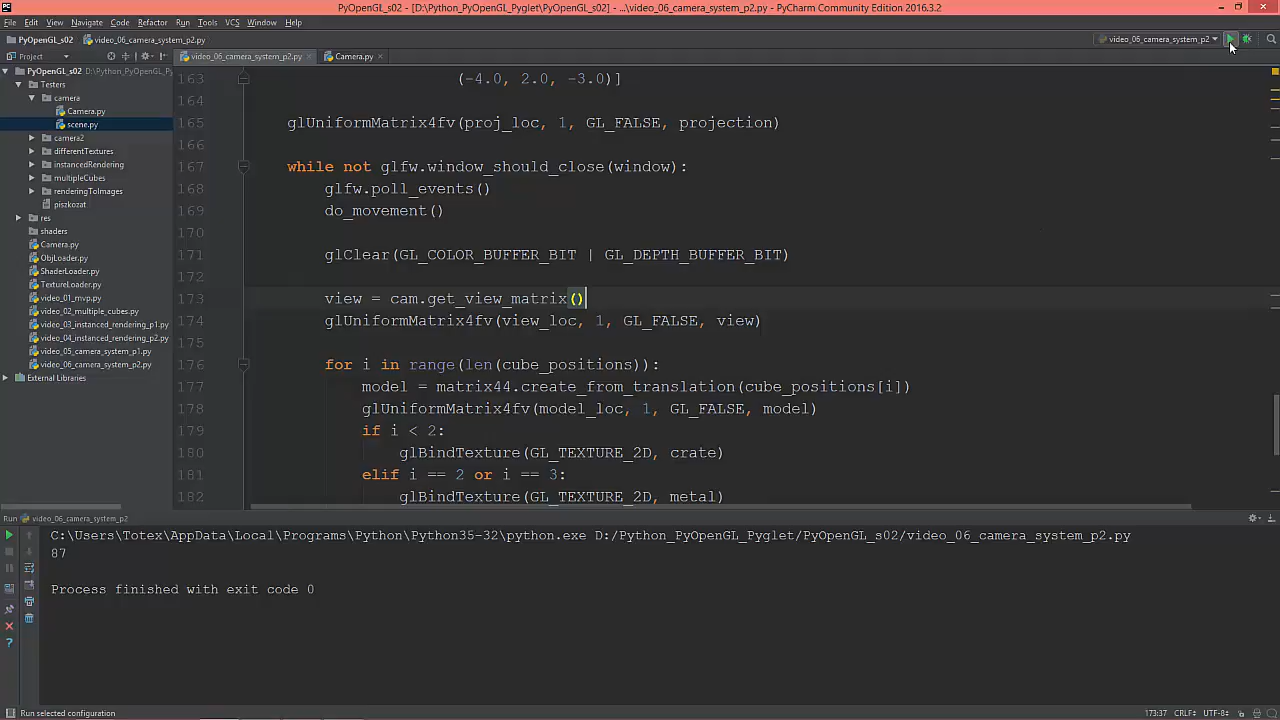 PyOpenGL_s02 - [D:\Python_PyOpenGL_Pyglet\PyOpenGL_s02] - ...\video_06_camera_system_p2.py - PyCharm Community Edition 2016.3.2
File Edit View Navigate Code Refactor Run Tools VCS Window Help
PyOpenGL_s02 video_06_camera_system_p2.py
video_06_camera_system_p2
Project
video_06_camera_system_p2.py
Camera.py
PyOpenGL_s02 D:\Python_PyOpenGL_P
Testers
camera
Camera.py
scene.py
camera2
differentTextures
instancedRendering
multipleCubes
renderingToImages
piszkozat
res
shaders
Camera.py
ObjLoader.py
ShaderLoader.py
TextureLoader.py
video_01_mvp.py
video_02_multiple_cubes.py
video_03_instanced_rendering_p1.py
video_04_instanced_rendering_p2.py
video_05_camera_system_p1.py
video_06_camera_system_p2.py
External Libraries
163 (-4.0, 2.0, -3.0)]
164
165 glUniformMatrix4fv(proj_loc, 1, GL_FALSE, projection)
166
167 while not glfw.window_should_close(window):
168 glfw.poll_events()
169 do_movement()
170
171 glClear(GL_COLOR_BUFFER_BIT | GL_DEPTH_BUFFER_BIT)
172
173 view = cam.get_view_matrix()
174 glUniformMatrix4fv(view_loc, 1, GL_FALSE, view)
175
176 for i in range(len(cube_positions)):
177 model = matrix44.create_from_translation(cube_positions[i])
178 glUniformMatrix4fv(model_loc, 1, GL_FALSE, model)
179 if i < 2:
180 glBindTexture(GL_TEXTURE_2D, crate)
181 elif i == 2 or i == 3:
182 glBindTexture(GL_TEXTURE_2D, metal)
Run video_06_camera_system_p2
C:\Users\Totex\AppData\Local\Programs\Python\Python35-32\python.exe D:/Python_PyOpenGL_Pyglet/PyOpenGL_s02/video_06_camera_system_p2.py
87
Process finished with exit code 0
Run selected configuration
173:37 CRLF÷ UTF-8÷